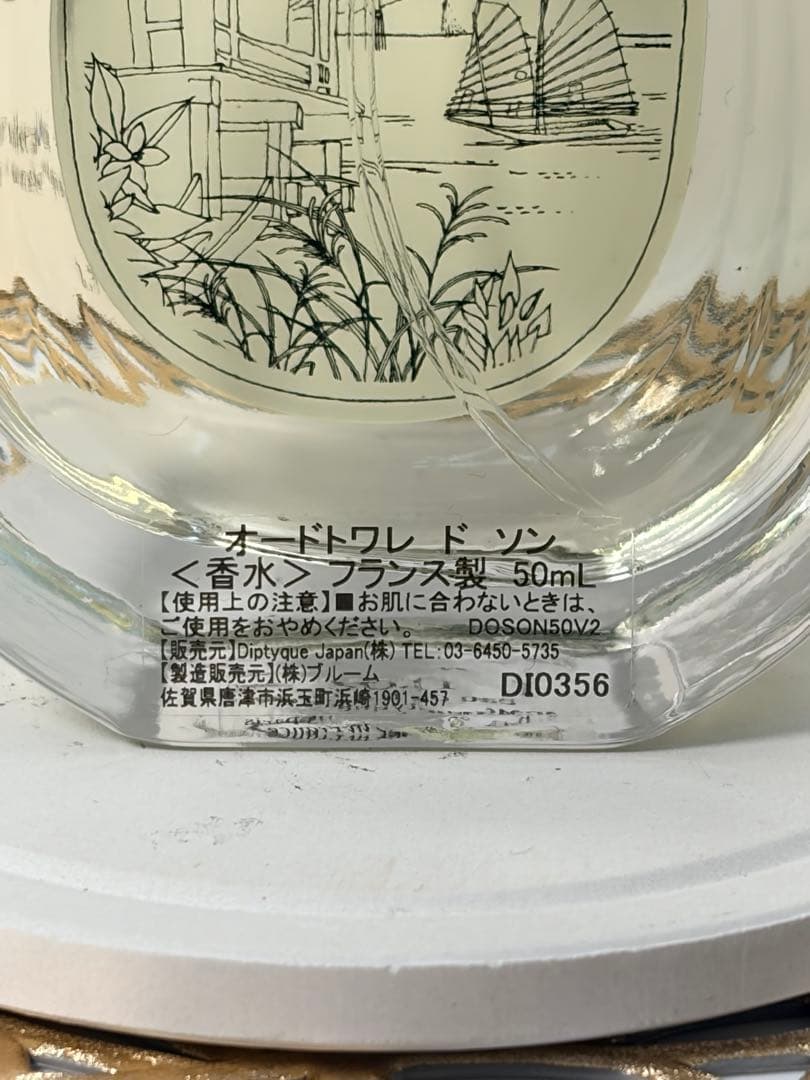 オードトワレ ド ソン
＜香水＞ フランス製 50mL
【使用上の注意】■お肌に合わないときは、
ご使用をおやめください。 DOSON50V2
【販売元】Diptyque Japan(株) TEL:03-6450-5735
【製造販売元】(株)ブルーム
佐賀県唐津市浜玉町浜崎1901-457
DI0356